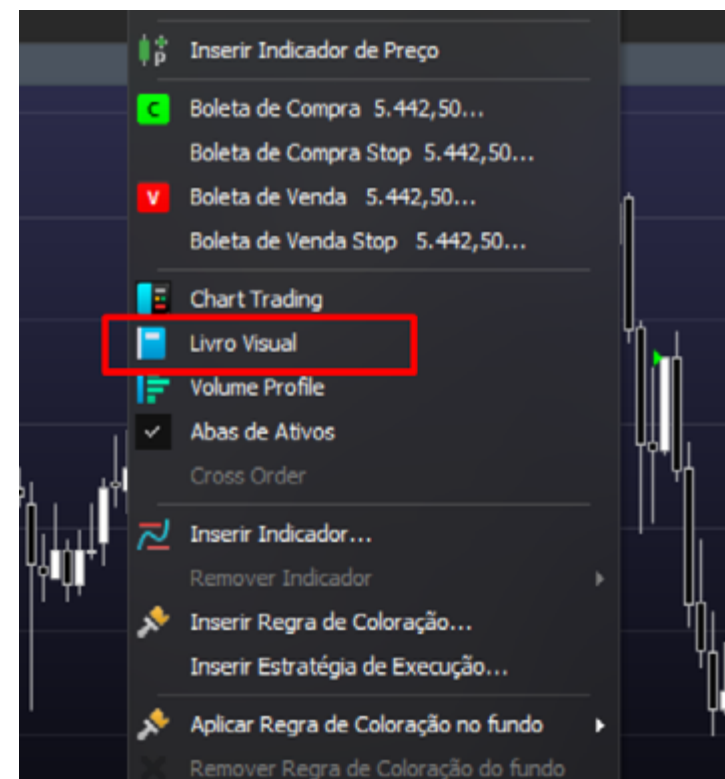 Inserir Indicador de Preço
C Boleta de Compra 5.442,50...
Boleta de Compra Stop 5.442,50...
V Boleta de Venda 5.442,50...
Boleta de Venda Stop 5.442,50...
Chart Trading
Livro Visual
Volume Profile
Abas de Ativos
Cross Order
Inserir Indicador...
Remover Indicador
Inserir Regra de Coloração...
Inserir Estratégia de Execução...
Aplicar Regra de Coloração no fundo
Remover Regra de Coloração do fundo